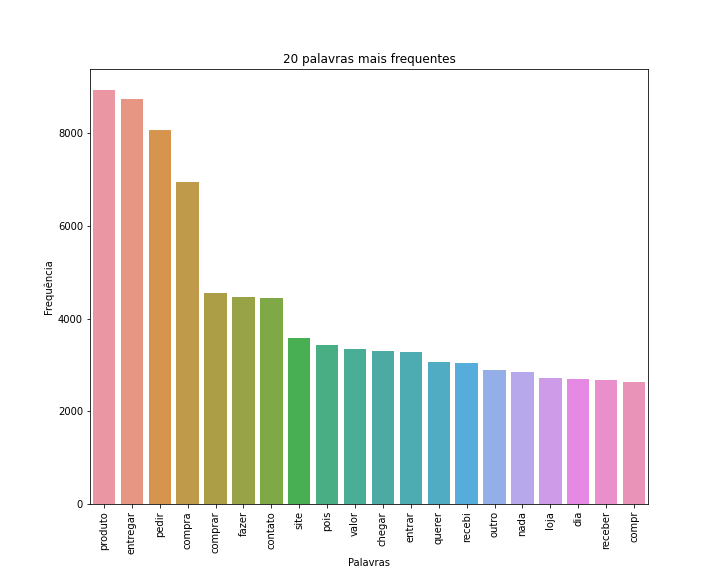 20 palavras mais frequentes
Frequência
8000
6000
4000
2000
0
produto
entregar
pedir
compra
comprar
fazer
contato
site
pois
valor
chegar
entrar
querer
recebi
outro
nada
loja
dia
receber
compr
Palavras